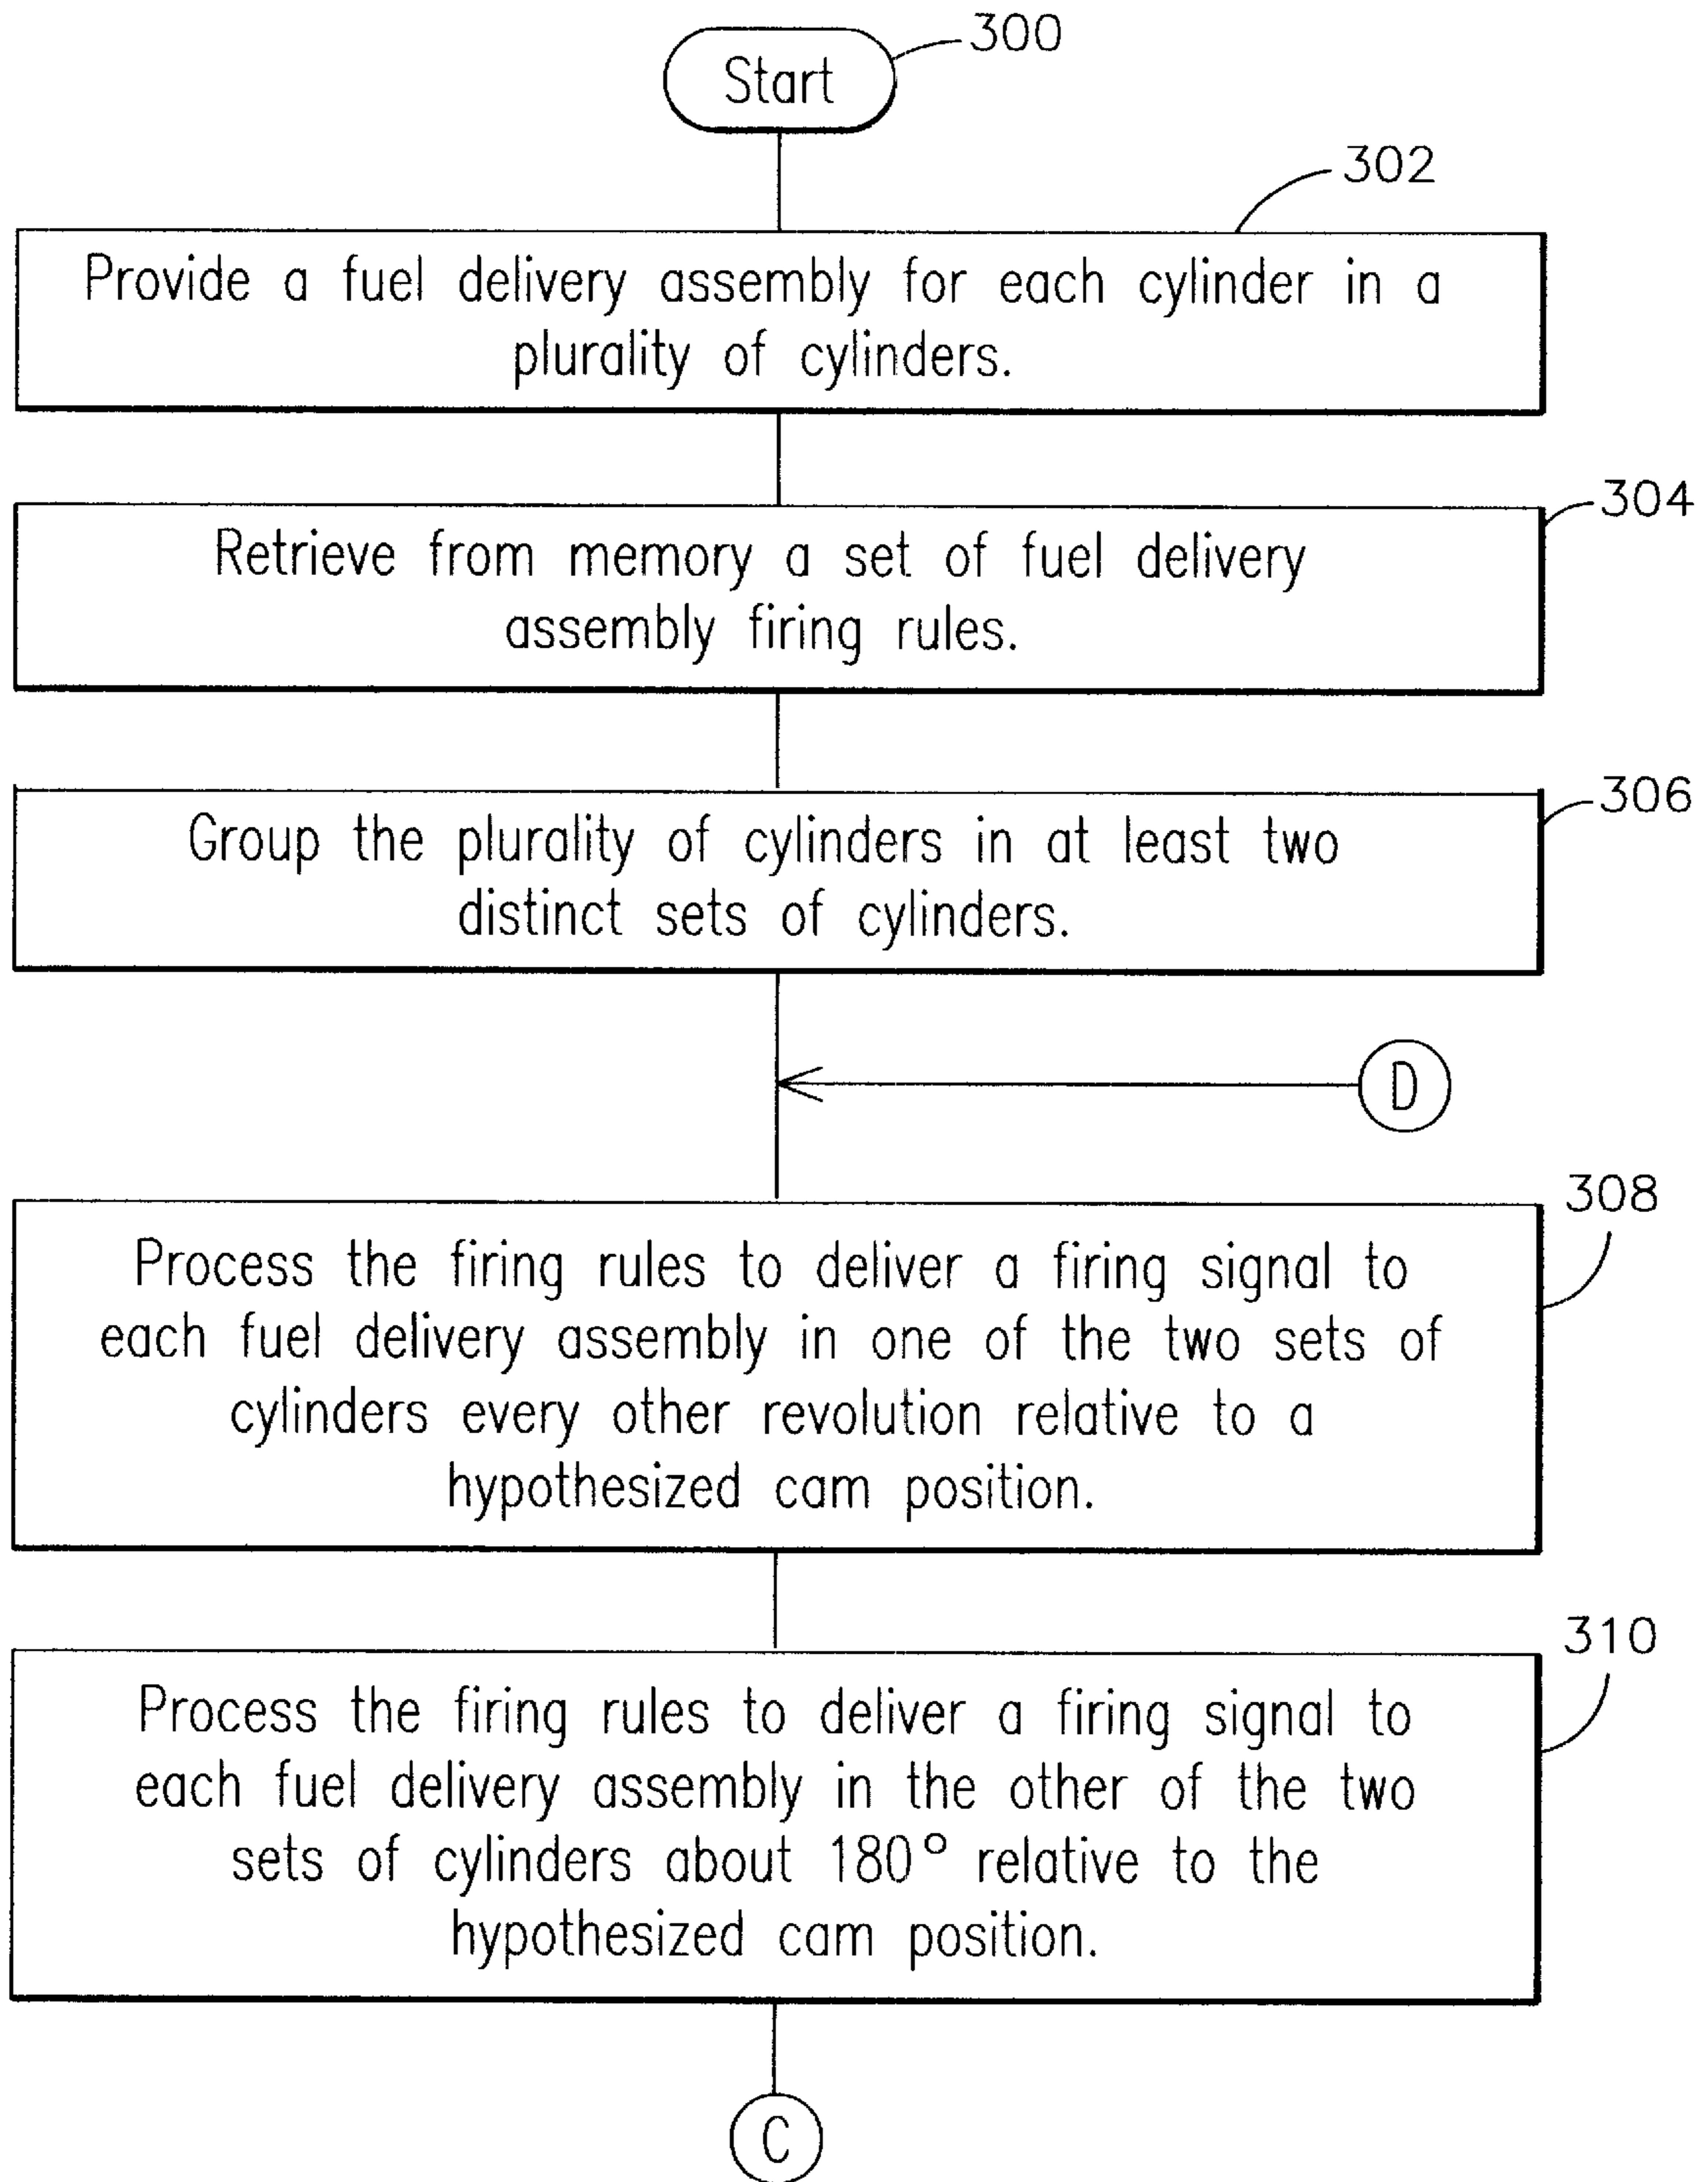 300
Start
302
Provide a fuel delivery assembly for each cylinder in a
plurality of cylinders.
304
Retrieve from memory a set of fuel delivery
assembly firing rules.
306
Group the plurality of cylinders in at least two
distinct sets of cylinders.
D
308
Process the firing rules to deliver a firing signal to
each fuel delivery assembly in one of the two sets of
cylinders every other revolution relative to a
hypothesized cam position.
310
Process the firing rules to deliver a firing signal to
each fuel delivery assembly in the other of the two
sets of cylinders about 180° relative to the
hypothesized cam position.
C